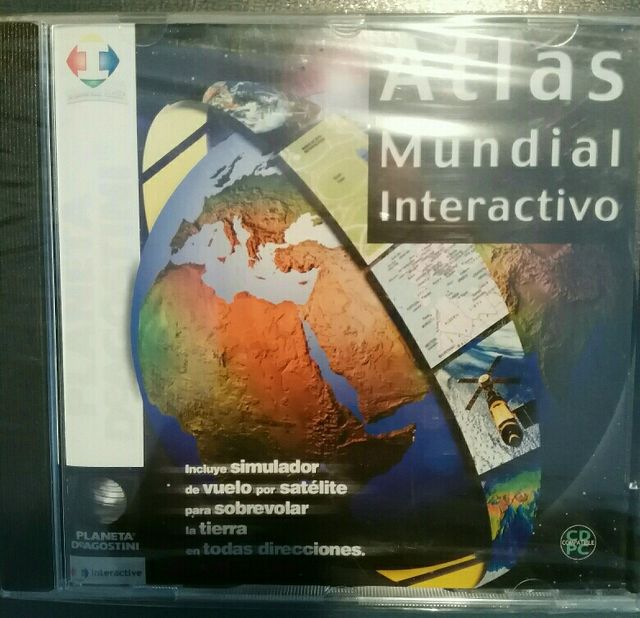 Atlas
Mundial
Interactivo
Incluye simulador
de vuelo por satélite
para sobrevolar
la tierra
en todas direcciones.
PLANETA
DeAGOSTINI
interactive
CD
COMPATIBLE
PC